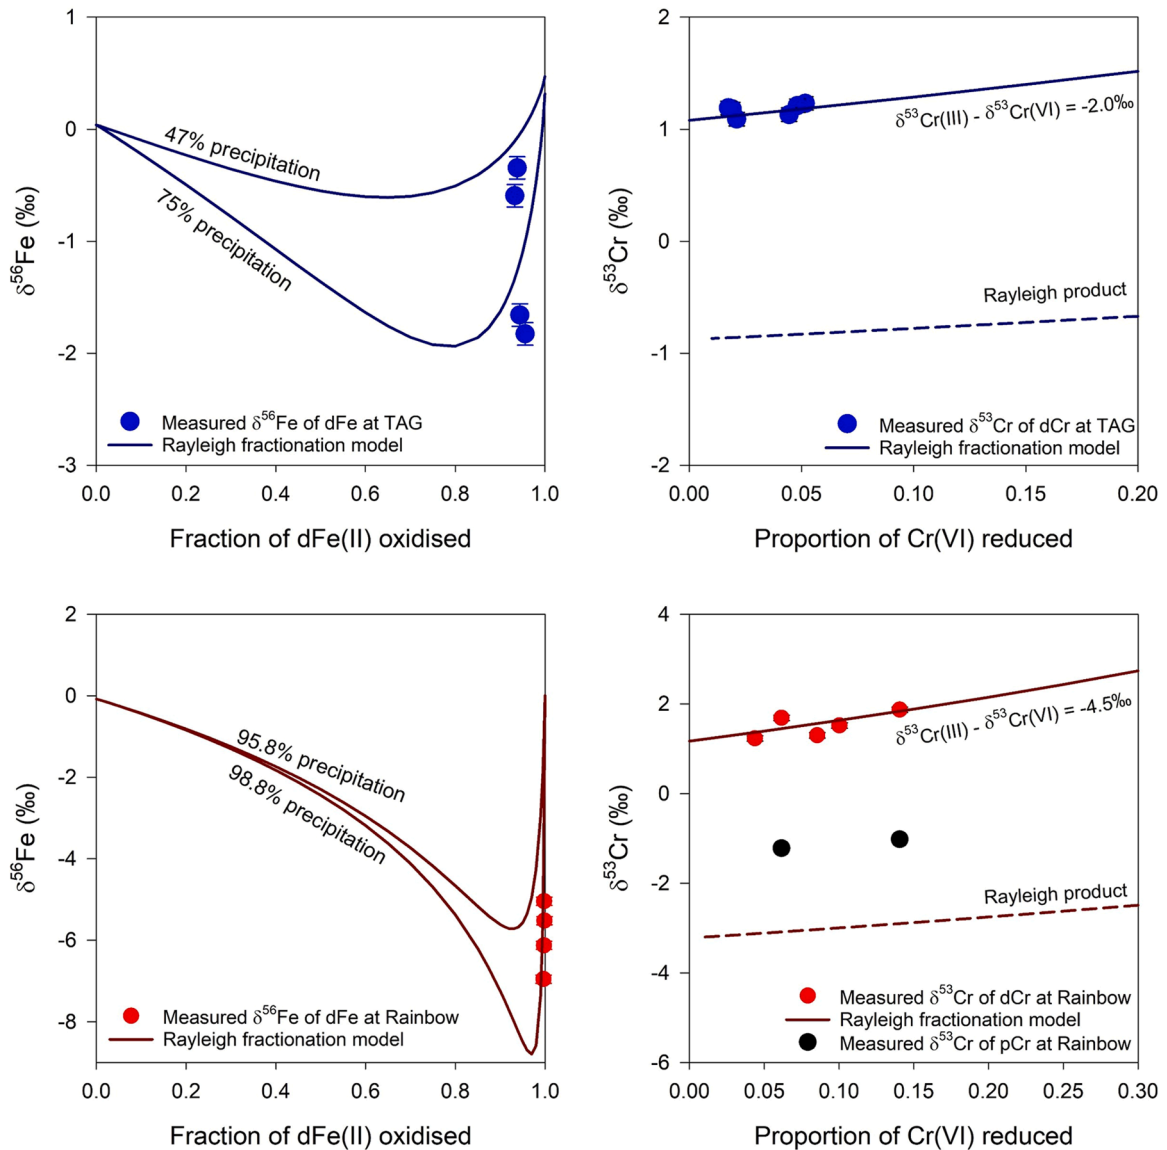 1
0
-1
-2
-3
δ⁵⁶Fe (‰)
47% precipitation
75% precipitation
Measured δ⁵⁶Fe of dFe at TAG
Rayleigh fractionation model
0.0 0.2 0.4 0.6 0.8 1.0
Fraction of dFe(II) oxidised
2
1
0
-1
-2
δ⁵³Cr (‰)
δ⁵³Cr(III) - δ⁵³Cr(VI) = -2.0‰
Rayleigh product
Measured δ⁵³Cr of dCr at TAG
Rayleigh fractionation model
0.00 0.05 0.10 0.15 0.20
Proportion of Cr(VI) reduced
2
0
-2
-4
-6
-8
δ⁵⁶Fe (‰)
95.8% precipitation
98.8% precipitation
Measured δ⁵⁶Fe of dFe at Rainbow
Rayleigh fractionation model
0.0 0.2 0.4 0.6 0.8 1.0
Fraction of dFe(II) oxidised
4
2
0
-2
-4
-6
δ⁵³Cr (‰)
δ⁵³Cr(III) - δ⁵³Cr(VI) = -4.5‰
Rayleigh product
Measured δ⁵³Cr of dCr at Rainbow
Rayleigh fractionation model
Measured δ⁵³Cr of pCr at Rainbow
0.00 0.05 0.10 0.15 0.20 0.25 0.30
Proportion of Cr(VI) reduced